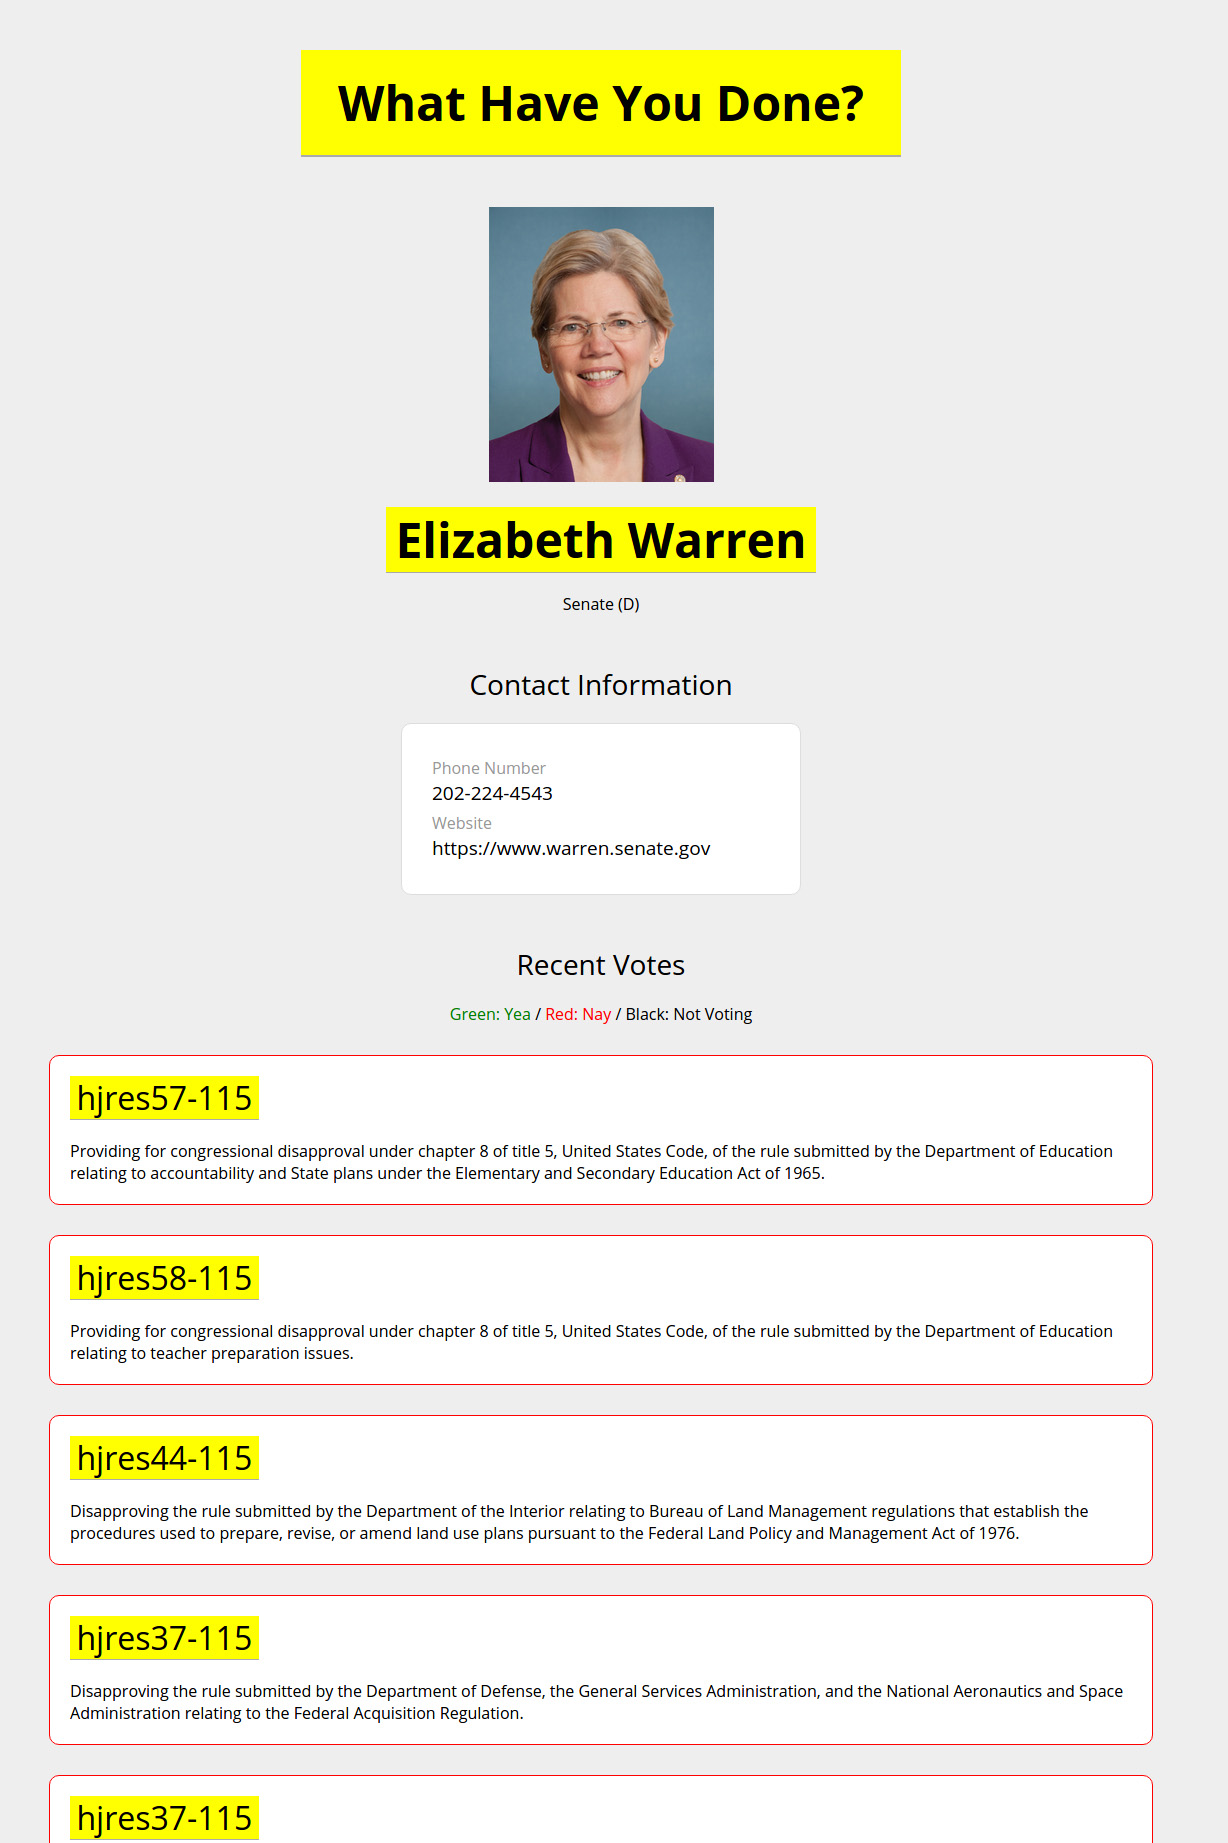 What Have You Done?
Elizabeth Warren
Senate (D)
Contact Information
Phone Number
202-224-4543
Website
https://www.warren.senate.gov
Recent Votes
Green: Yea / Red: Nay / Black: Not Voting
hjres57-115
Providing for congressional disapproval under chapter 8 of title 5, United States Code, of the rule submitted by the Department of Education
relating to accountability and State plans under the Elementary and Secondary Education Act of 1965.
hjres58-115
Providing for congressional disapproval under chapter 8 of title 5, United States Code, of the rule submitted by the Department of Education
relating to teacher preparation issues.
hjres44-115
Disapproving the rule submitted by the Department of the Interior relating to Bureau of Land Management regulations that establish the
procedures used to prepare, revise, or amend land use plans pursuant to the Federal Land Policy and Management Act of 1976.
hjres37-115
Disapproving the rule submitted by the Department of Defense, the General Services Administration, and the National Aeronautics and Space
Administration relating to the Federal Acquisition Regulation.
hjres37-115